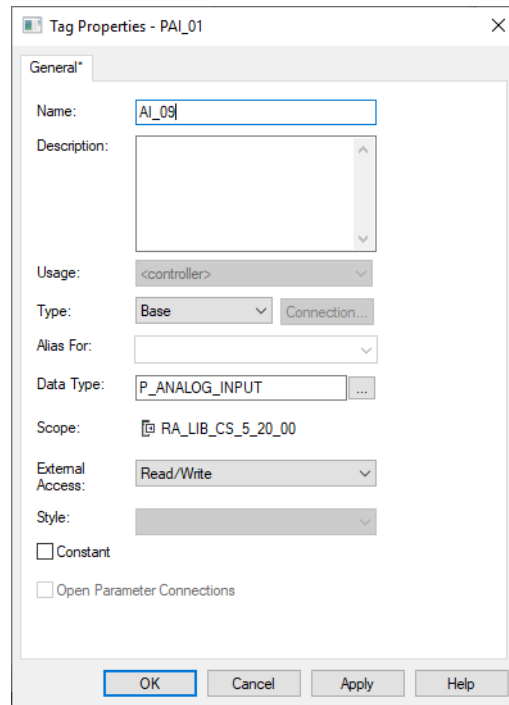 Tag Properties - PAI_01
General*
Name: AI_09
Description:
Usage: <controller>
Type: Base Connection...
Alias For:
Data Type: P_ANALOG_INPUT ...
Scope: RA_LIB_CS_5_20_00
External
Access: Read/Write
Style:
Constant
Open Parameter Connections
OK Cancel Apply Help